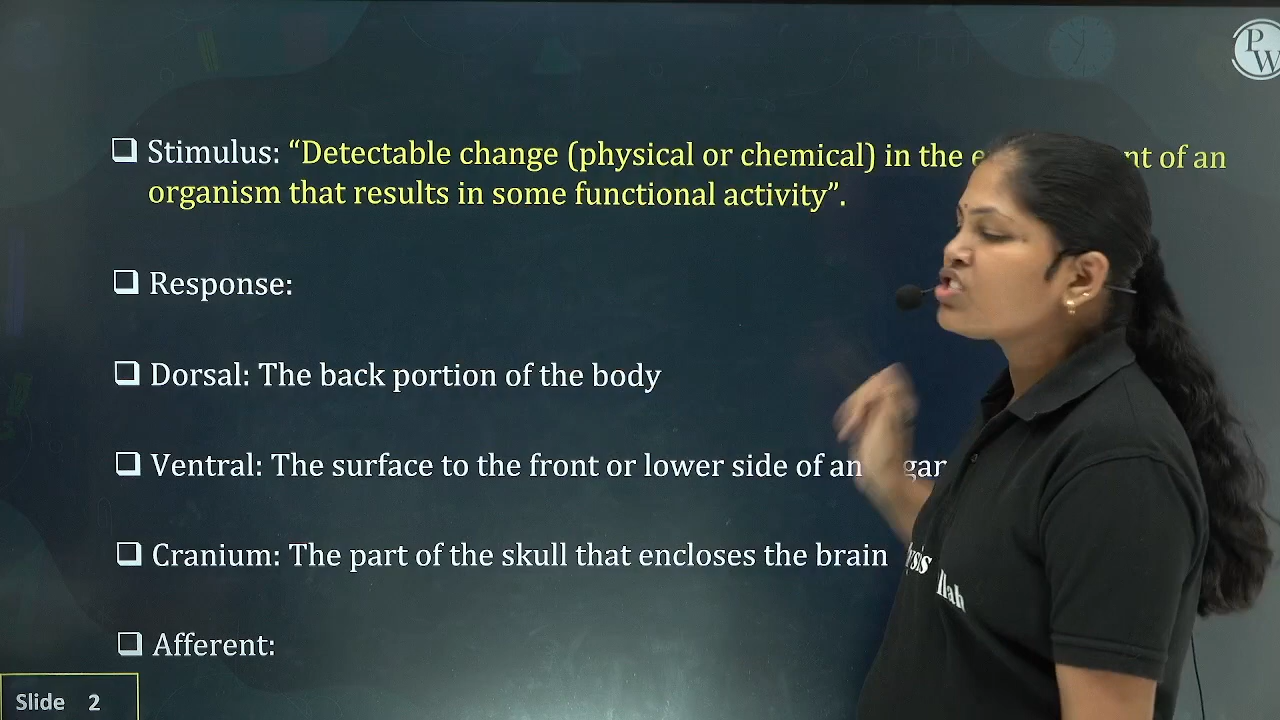 PW
Stimulus: “Detectable change (physical or chemical) in the of an
organism that results in some functional activity”.
Response:
Dorsal: The back portion of the body
Ventral: The surface to the front or lower side of an
Cranium: The part of the skull that encloses the brain
Afferent:
Slide 2